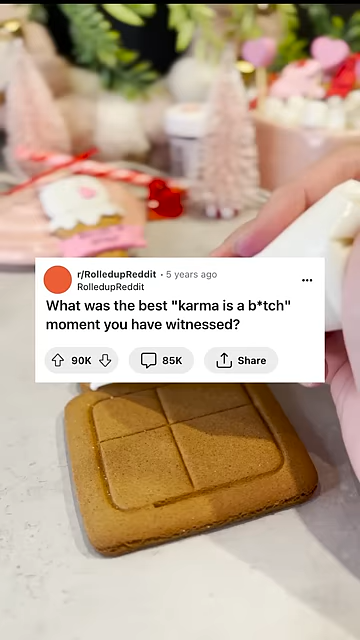 r/RolledupReddit • 5 years ago
RolledupReddit
What was the best "karma is a b*tch"
moment you have witnessed?
90K 85K Share